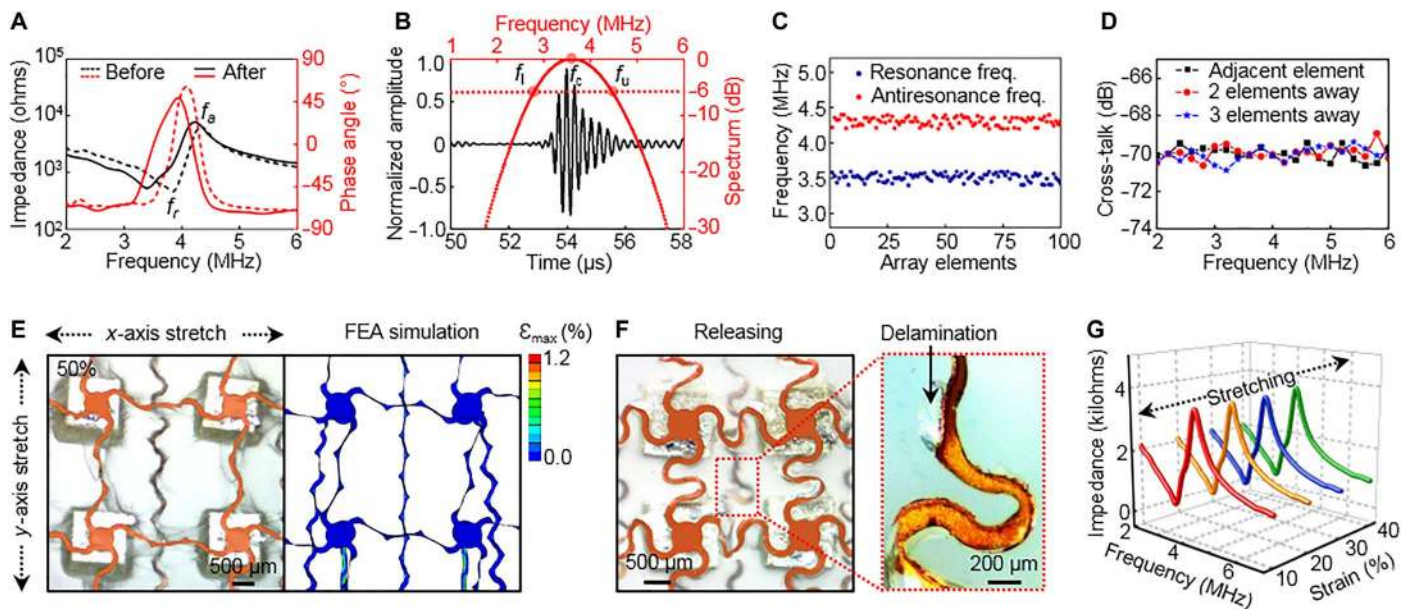 A
Impedance (ohms)
10⁵
10⁴
10³
10²
Before
After
fₐ
fᵣ
90
45
0
−45
−90
Phase angle (°)
2 3 4 5 6
Frequency (MHz)
B
Frequency (MHz)
1 2 3 4 5 6
Normalized amplitude
1.0
0.5
0
−0.5
−1.0
fₗ
f꜀
fᵤ
0
−6
−10
−20
−30
Spectrum (dB)
50 52 54 56 58
Time (µs)
C
Frequency (MHz)
5.0
4.5
4.0
3.5
3.0
Resonance freq.
Antiresonance freq.
0 50 100
Array elements
D
Cross-talk (dB)
−66
−68
−70
−72
−74
Adjacent element
2 elements away
3 elements away
2 3 4 5 6
Frequency (MHz)
E
x-axis stretch
y-axis stretch
50%
500 µm
FEA simulation
Ɛmax (%)
1.2
0.0
F
Releasing
500 µm
Delamination
200 µm
G
Impedance (kilohms)
4
2
0
Stretching
2
4
6
Frequency (MHz)
10
20
30
40
Strain (%)